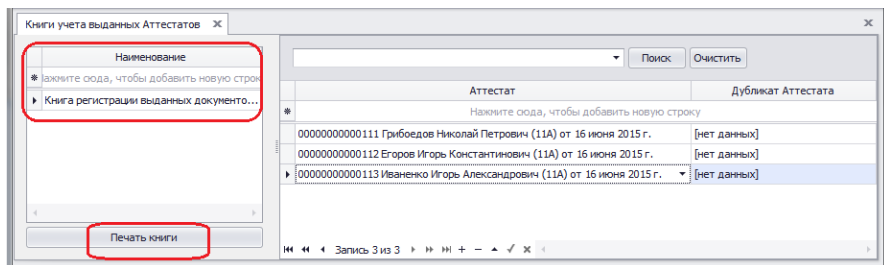 Книги учета выданных Аттестатов
Наименование
Нажмите сюда, чтобы добавить новую строк
Книга регистрации выданных документо...
Печать книги
Поиск
Очистить
Аттестат
Дубликат Аттестата
Нажмите сюда, чтобы добавить новую строку
00000000000111 Грибоедов Николай Петрович (11А) от 16 июня 2015 г.
[нет данных]
00000000000112 Егоров Игорь Константинович (11А) от 16 июня 2015 г.
[нет данных]
00000000000113 Иваненко Игорь Александрович (11А) от 16 июня 2015 г.
[нет данных]
Запись 3 из 3